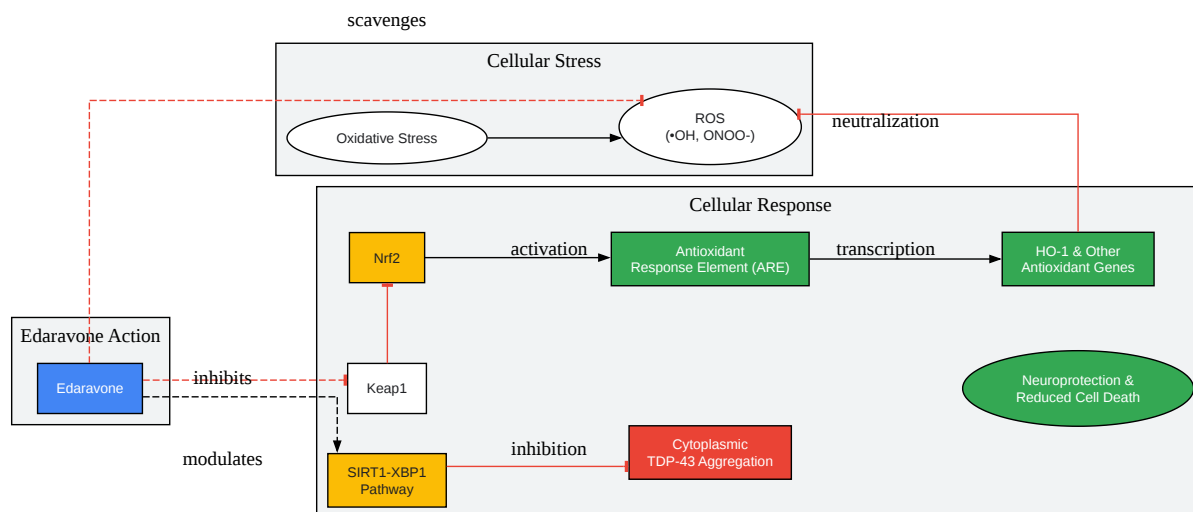 scavenges
Cellular Stress
Oxidative Stress
ROS
(•OH, ONOO-)
neutralization
Cellular Response
Nrf2
activation
Antioxidant
Response Element (ARE)
transcription
HO-1 & Other
Antioxidant Genes
Edaravone Action
Edaravone
inhibits
Keap1
Neuroprotection &
Reduced Cell Death
modulates
SIRT1-XBP1
Pathway
inhibition
Cytoplasmic
TDP-43 Aggregation